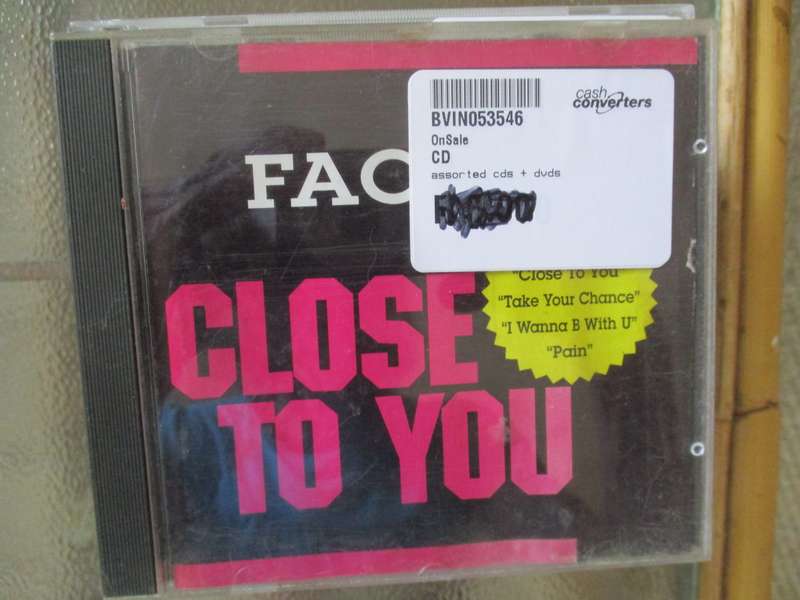 cash
converters
BVIN053546
OnSale
CD
assorted cds + dvds
FAC
CLOSE
TO YOU
"Close To You"
"Take Your Chance"
"I Wanna B With U"
"Pain"